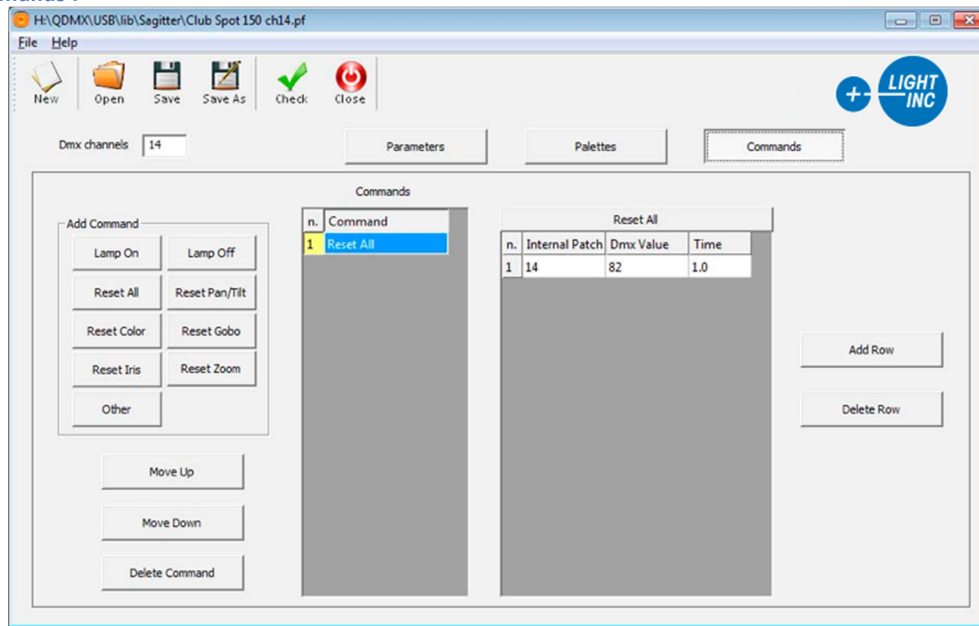 H:\QDMX\USB\lib\Sagitter\Club Spot 150 ch14.pf
File Help
New Open Save Save As Check Close
+ LIGHT INC
Dmx channels 14 Parameters Palettes Commands
Commands
Add Command
Lamp On Lamp Off
Reset All Reset Pan/Tilt
Reset Color Reset Gobo
Reset Iris Reset Zoom
Other
Move Up
Move Down
Delete Command
n. Command
1 Reset All
Reset All
n. Internal Patch Dmx Value Time
1 14 82 1.0
Add Row
Delete Row